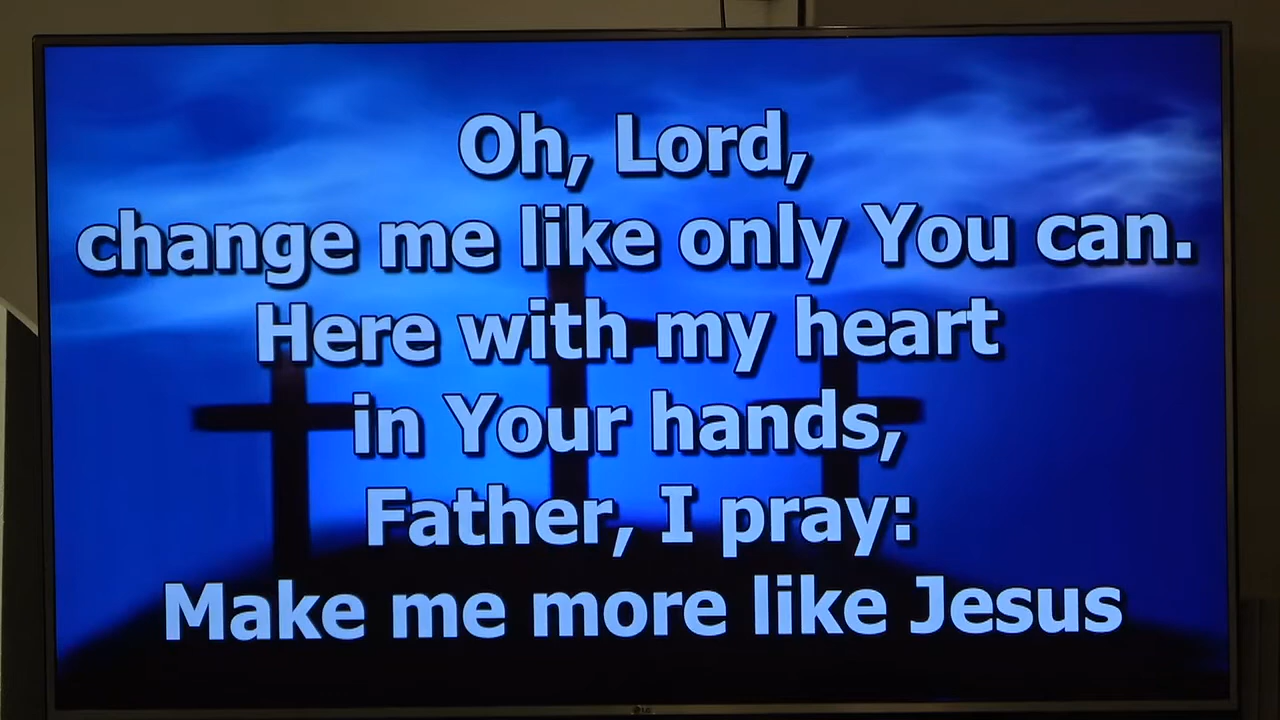 Oh, Lord,
change me like only You can.
Here with my heart
in Your hands,
Father, I pray:
Make me more like Jesus
LG